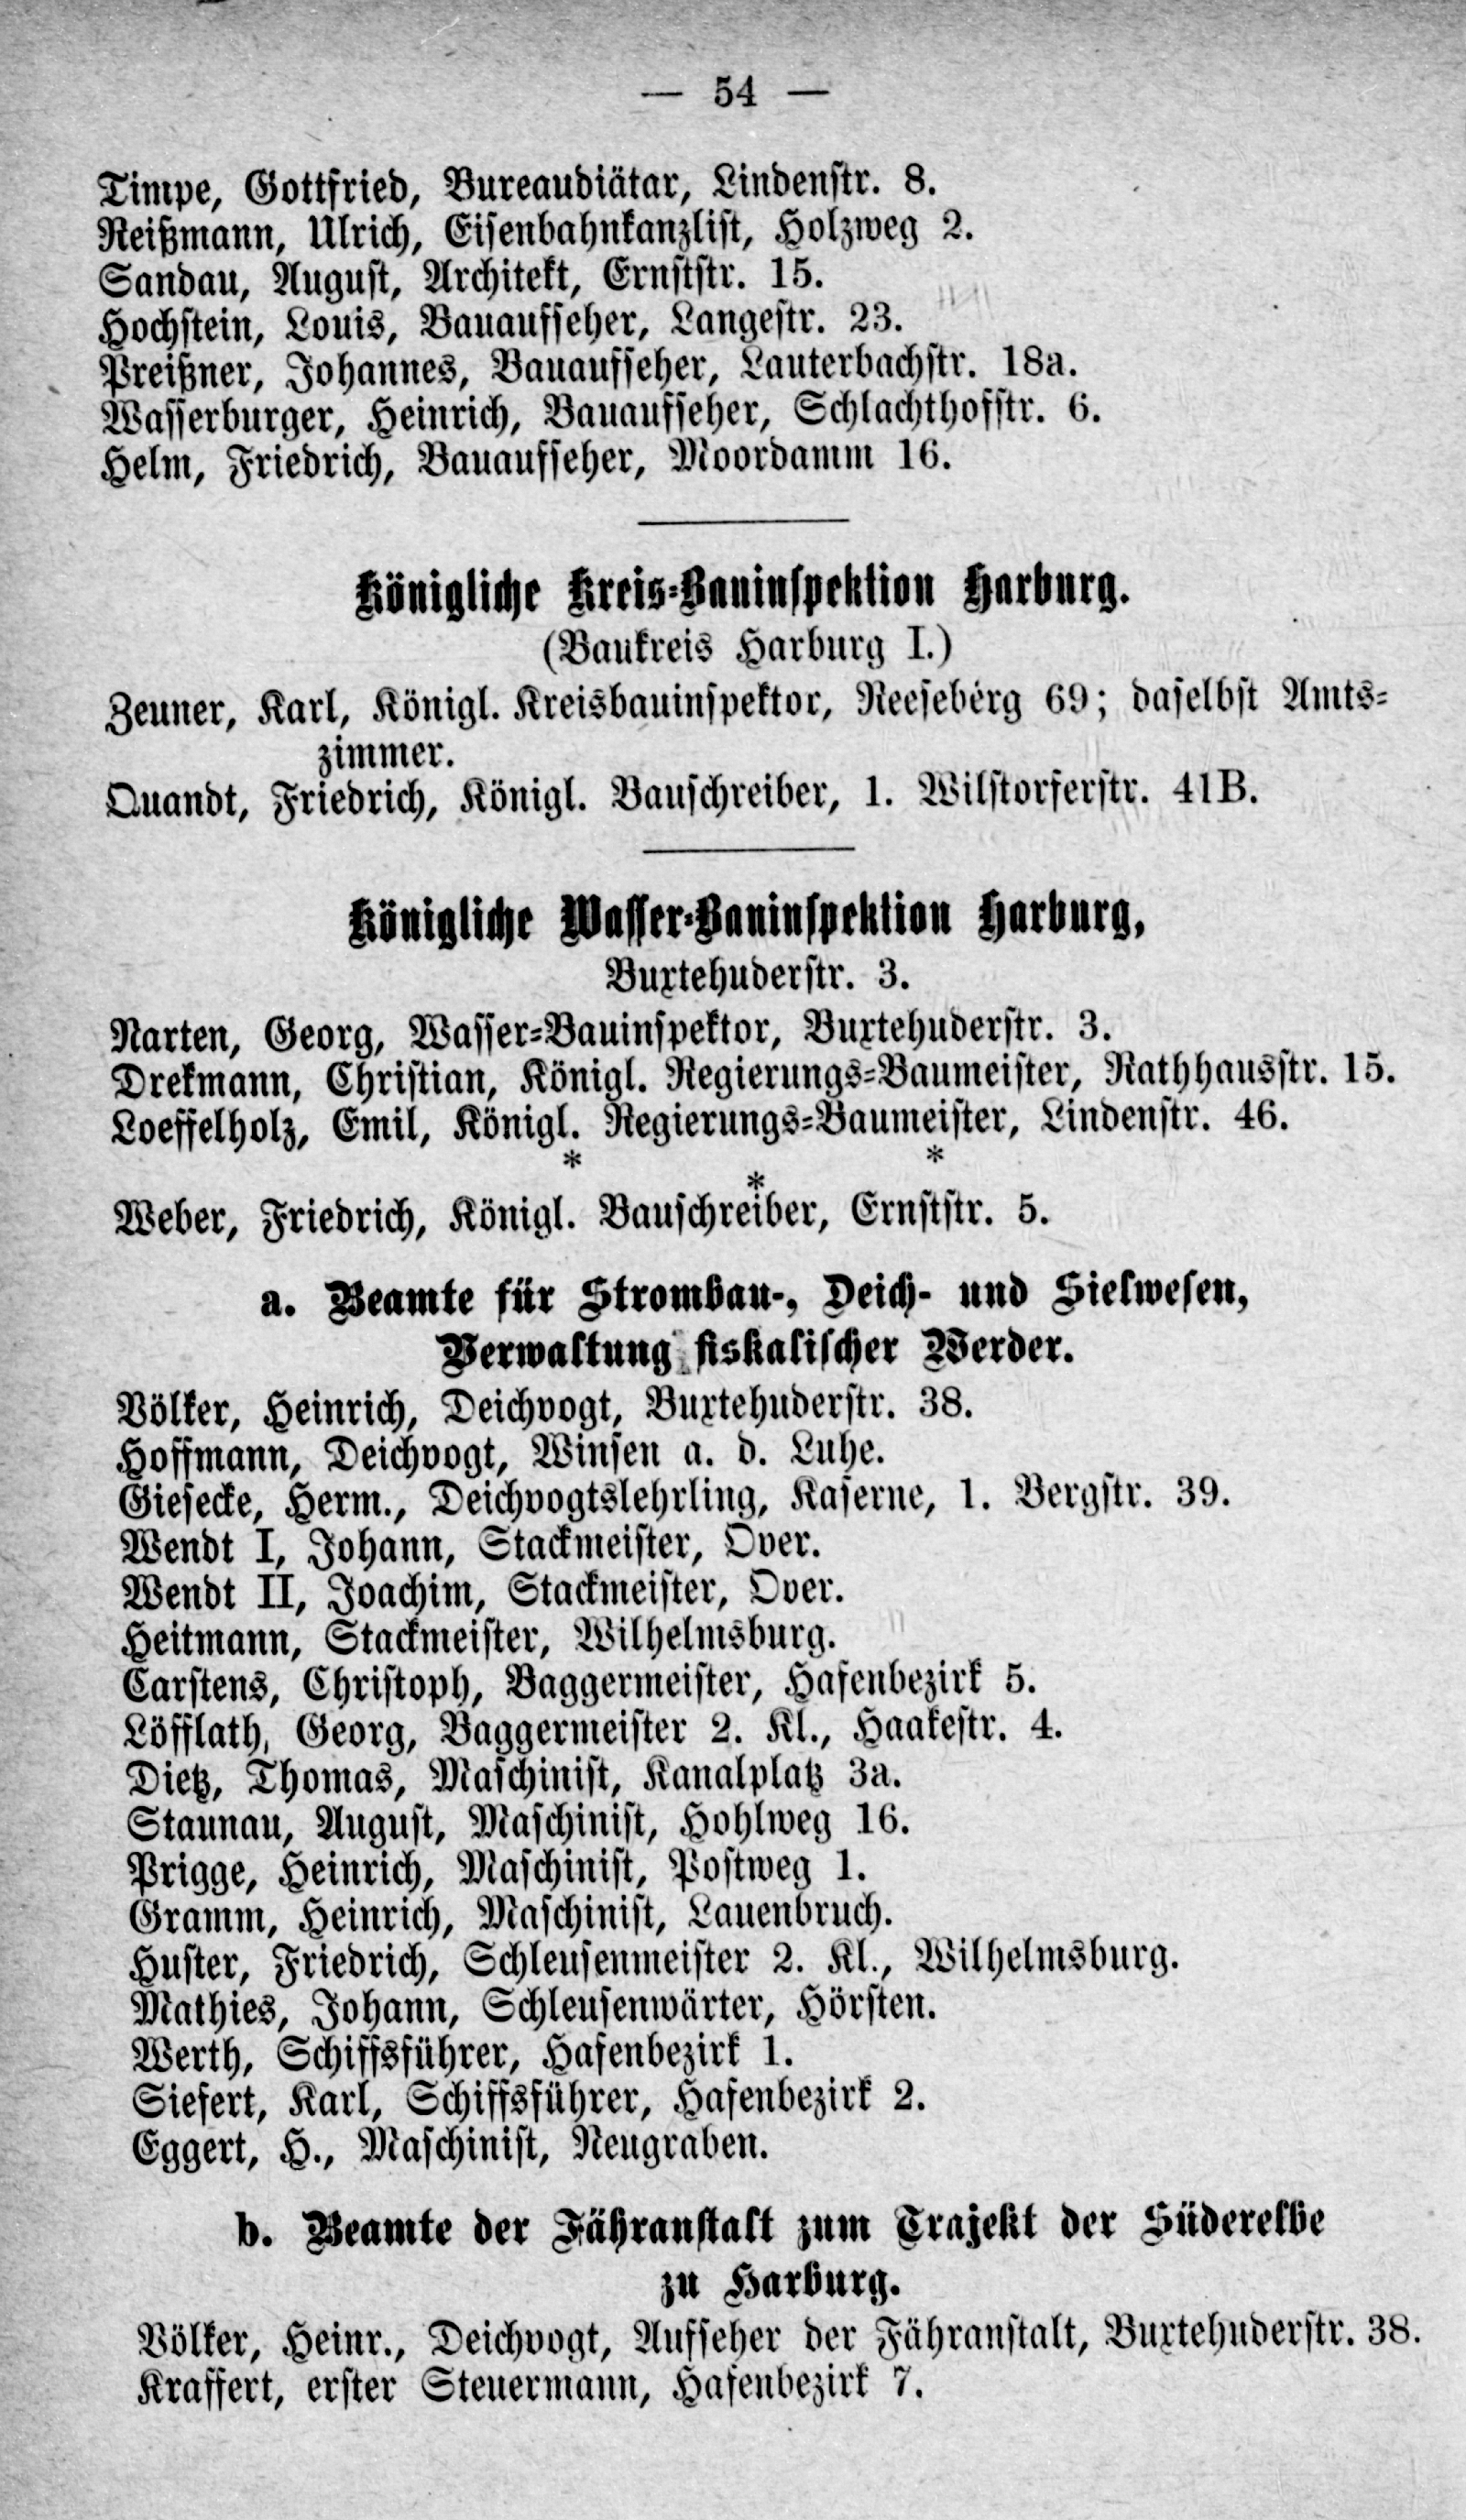 — 54 —
Timpe, Gottfried, Bureaudiätar, Lindenstr. 8.
Reißmann, Ulrich, Eisenbahnkanzlist, Holzweg 2.
Sandau, August, Architekt, Ernststr. 15.
Hochstein, Louis, Bauaufseher, Langestr. 23.
Preißner, Johannes, Bauaufseher, Lauterbachstr. 18a.
Wasserburger, Heinrich, Bauaufseher, Schlachthofstr. 6.
Helm, Friedrich, Bauaufseher, Moordamm 16.
Königliche Kreis-Bauinspektion Harburg.
(Baukreis Harburg I.)
Zeuner, Karl, Königl. Kreisbauinspektor, Reeseberg 69; daselbst Amts-
zimmer.
Quandt, Friedrich, Königl. Bauschreiber, 1. Wilstorferstr. 41B.
Königliche Wasser-Bauinspektion Harburg,
Buxtehuderstr. 3.
Narten, Georg, Wasser-Bauinspektor, Buxtehuderstr. 3.
Drekmann, Christian, Königl. Regierungs-Baumeister, Rathhausstr. 15.
Loeffelholz, Emil, Königl. Regierungs-Baumeister, Lindenstr. 46.
* * *
Weber, Friedrich, Königl. Bauschreiber, Ernststr. 5.
a. Beamte für Strombau-, Deich- und Sielwesen,
Verwaltung fiskalischer Werder.
Völker, Heinrich, Deichvogt, Buxtehuderstr. 38.
Hoffmann, Deichvogt, Winsen a. d. Luhe.
Giesecke, Herm., Deichvogtslehrling, Kaserne, 1. Bergstr. 39.
Wendt I, Johann, Stackmeister, Over.
Wendt II, Joachim, Stackmeister, Over.
Heitmann, Stackmeister, Wilhelmsburg.
Carstens, Christoph, Baggermeister, Hafenbezirk 5.
Löfflath, Georg, Baggermeister 2. Kl., Haakestr. 4.
Dietz, Thomas, Maschinist, Kanalplatz 3a.
Staunau, August, Maschinist, Hohlweg 16.
Prigge, Heinrich, Maschinist, Postweg 1.
Gramm, Heinrich, Maschinist, Lauenbruch.
Huster, Friedrich, Schleusenmeister 2. Kl., Wilhelmsburg.
Mathies, Johann, Schleusenwärter, Hörsten.
Werth, Schiffsführer, Hafenbezirk 1.
Siefert, Karl, Schiffsführer, Hafenbezirk 2.
Eggert, H., Maschinist, Neugraben.
b. Beamte der Fähranstalt zum Trajekt der Süderelbe
zu Harburg.
Völker, Heinr., Deichvogt, Aufseher der Fähranstalt, Buxtehuderstr. 38.
Kraffert, erster Steuermann, Hafenbezirk 7.